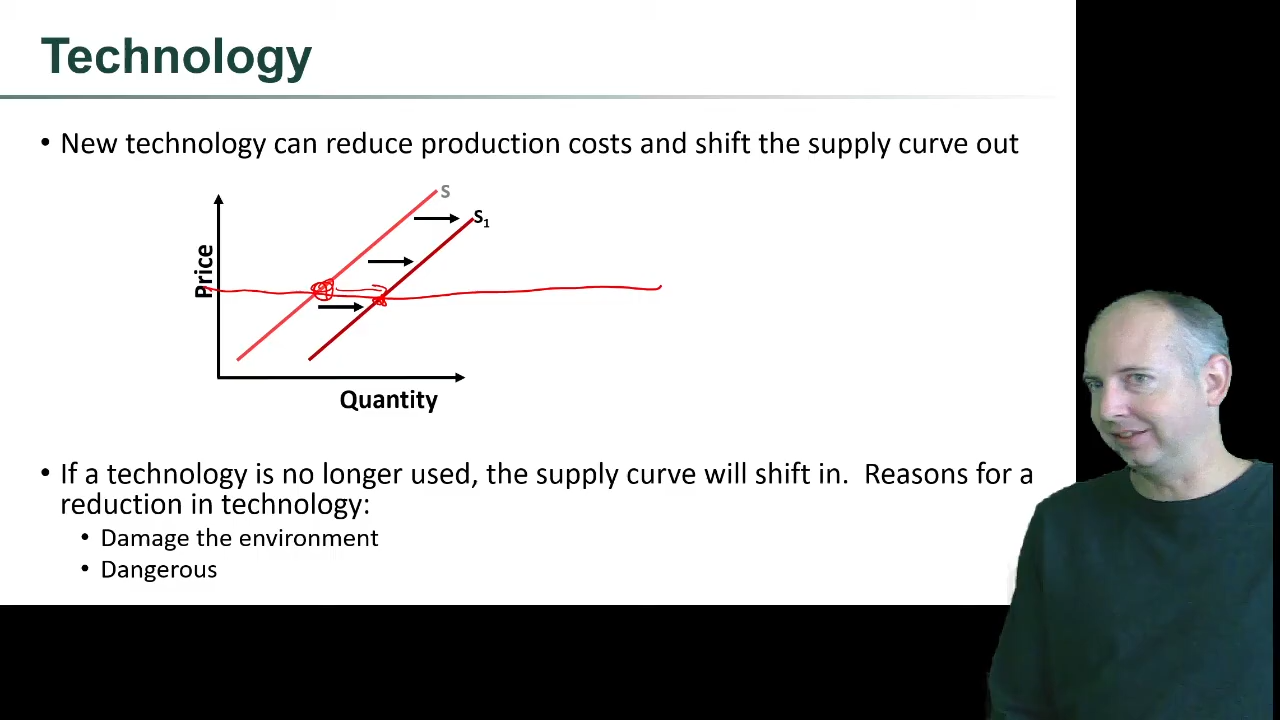 Technology
• New technology can reduce production costs and shift the supply curve out
S
S₁
Price
Quantity
• If a technology is no longer used, the supply curve will shift in.  Reasons for a
reduction in technology:
• Damage the environment
• Dangerous